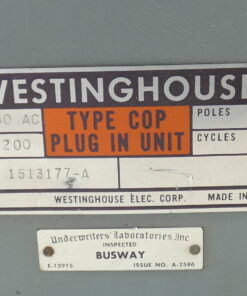 WESTINGHOUSE
AC TYPE COP POLES
200 PLUG IN UNIT CYCLES
1513177-A
WESTINGHOUSE ELEC. CORP. MADE IN
Underwriters Laboratories, Inc
INSPECTED
BUSWAY
E-13915 ISSUE NO. A-2586